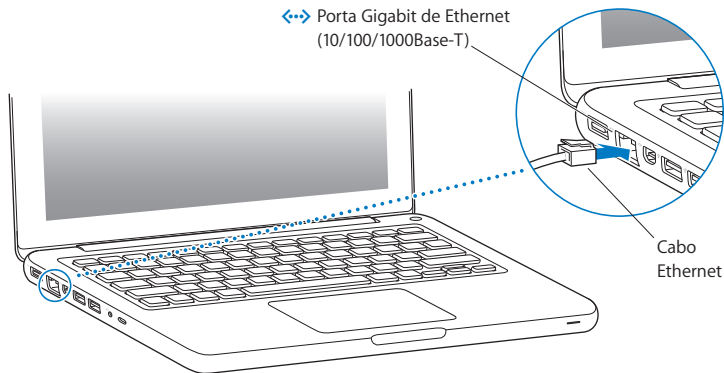 Porta Gigabit de Ethernet
(10/100/1000Base-T)
Cabo
Ethernet